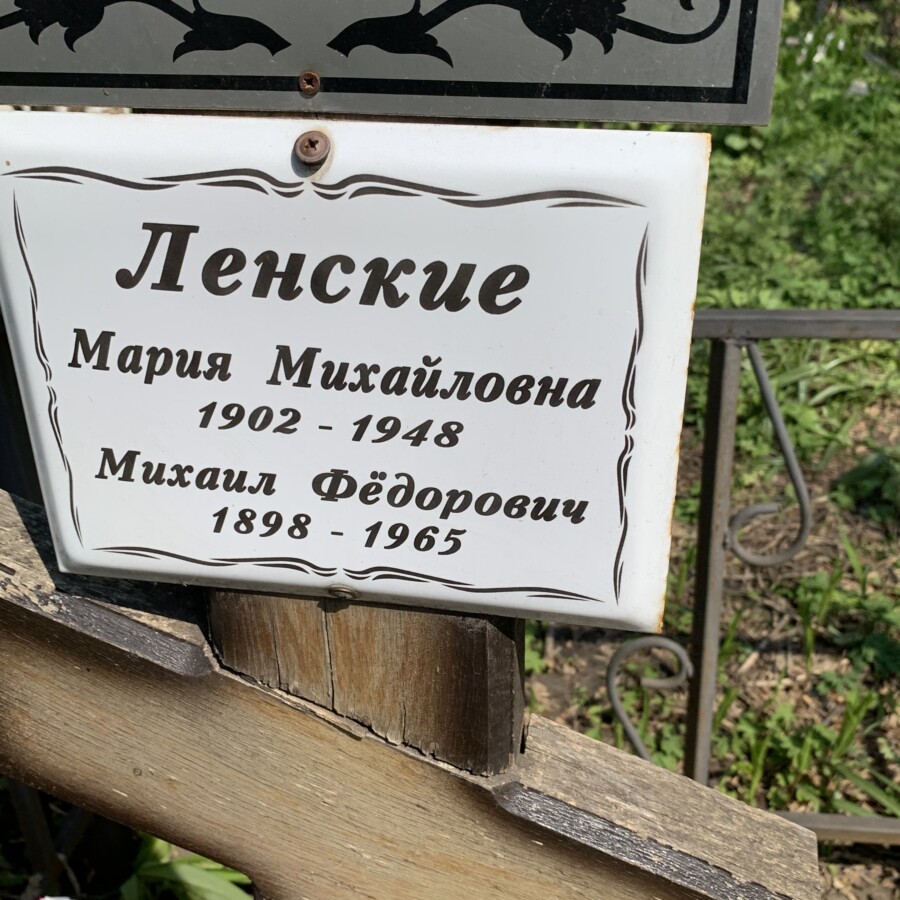 Ленские
Мария Михайловна
1902 - 1948
Михаил Фёдорович
1898 - 1965